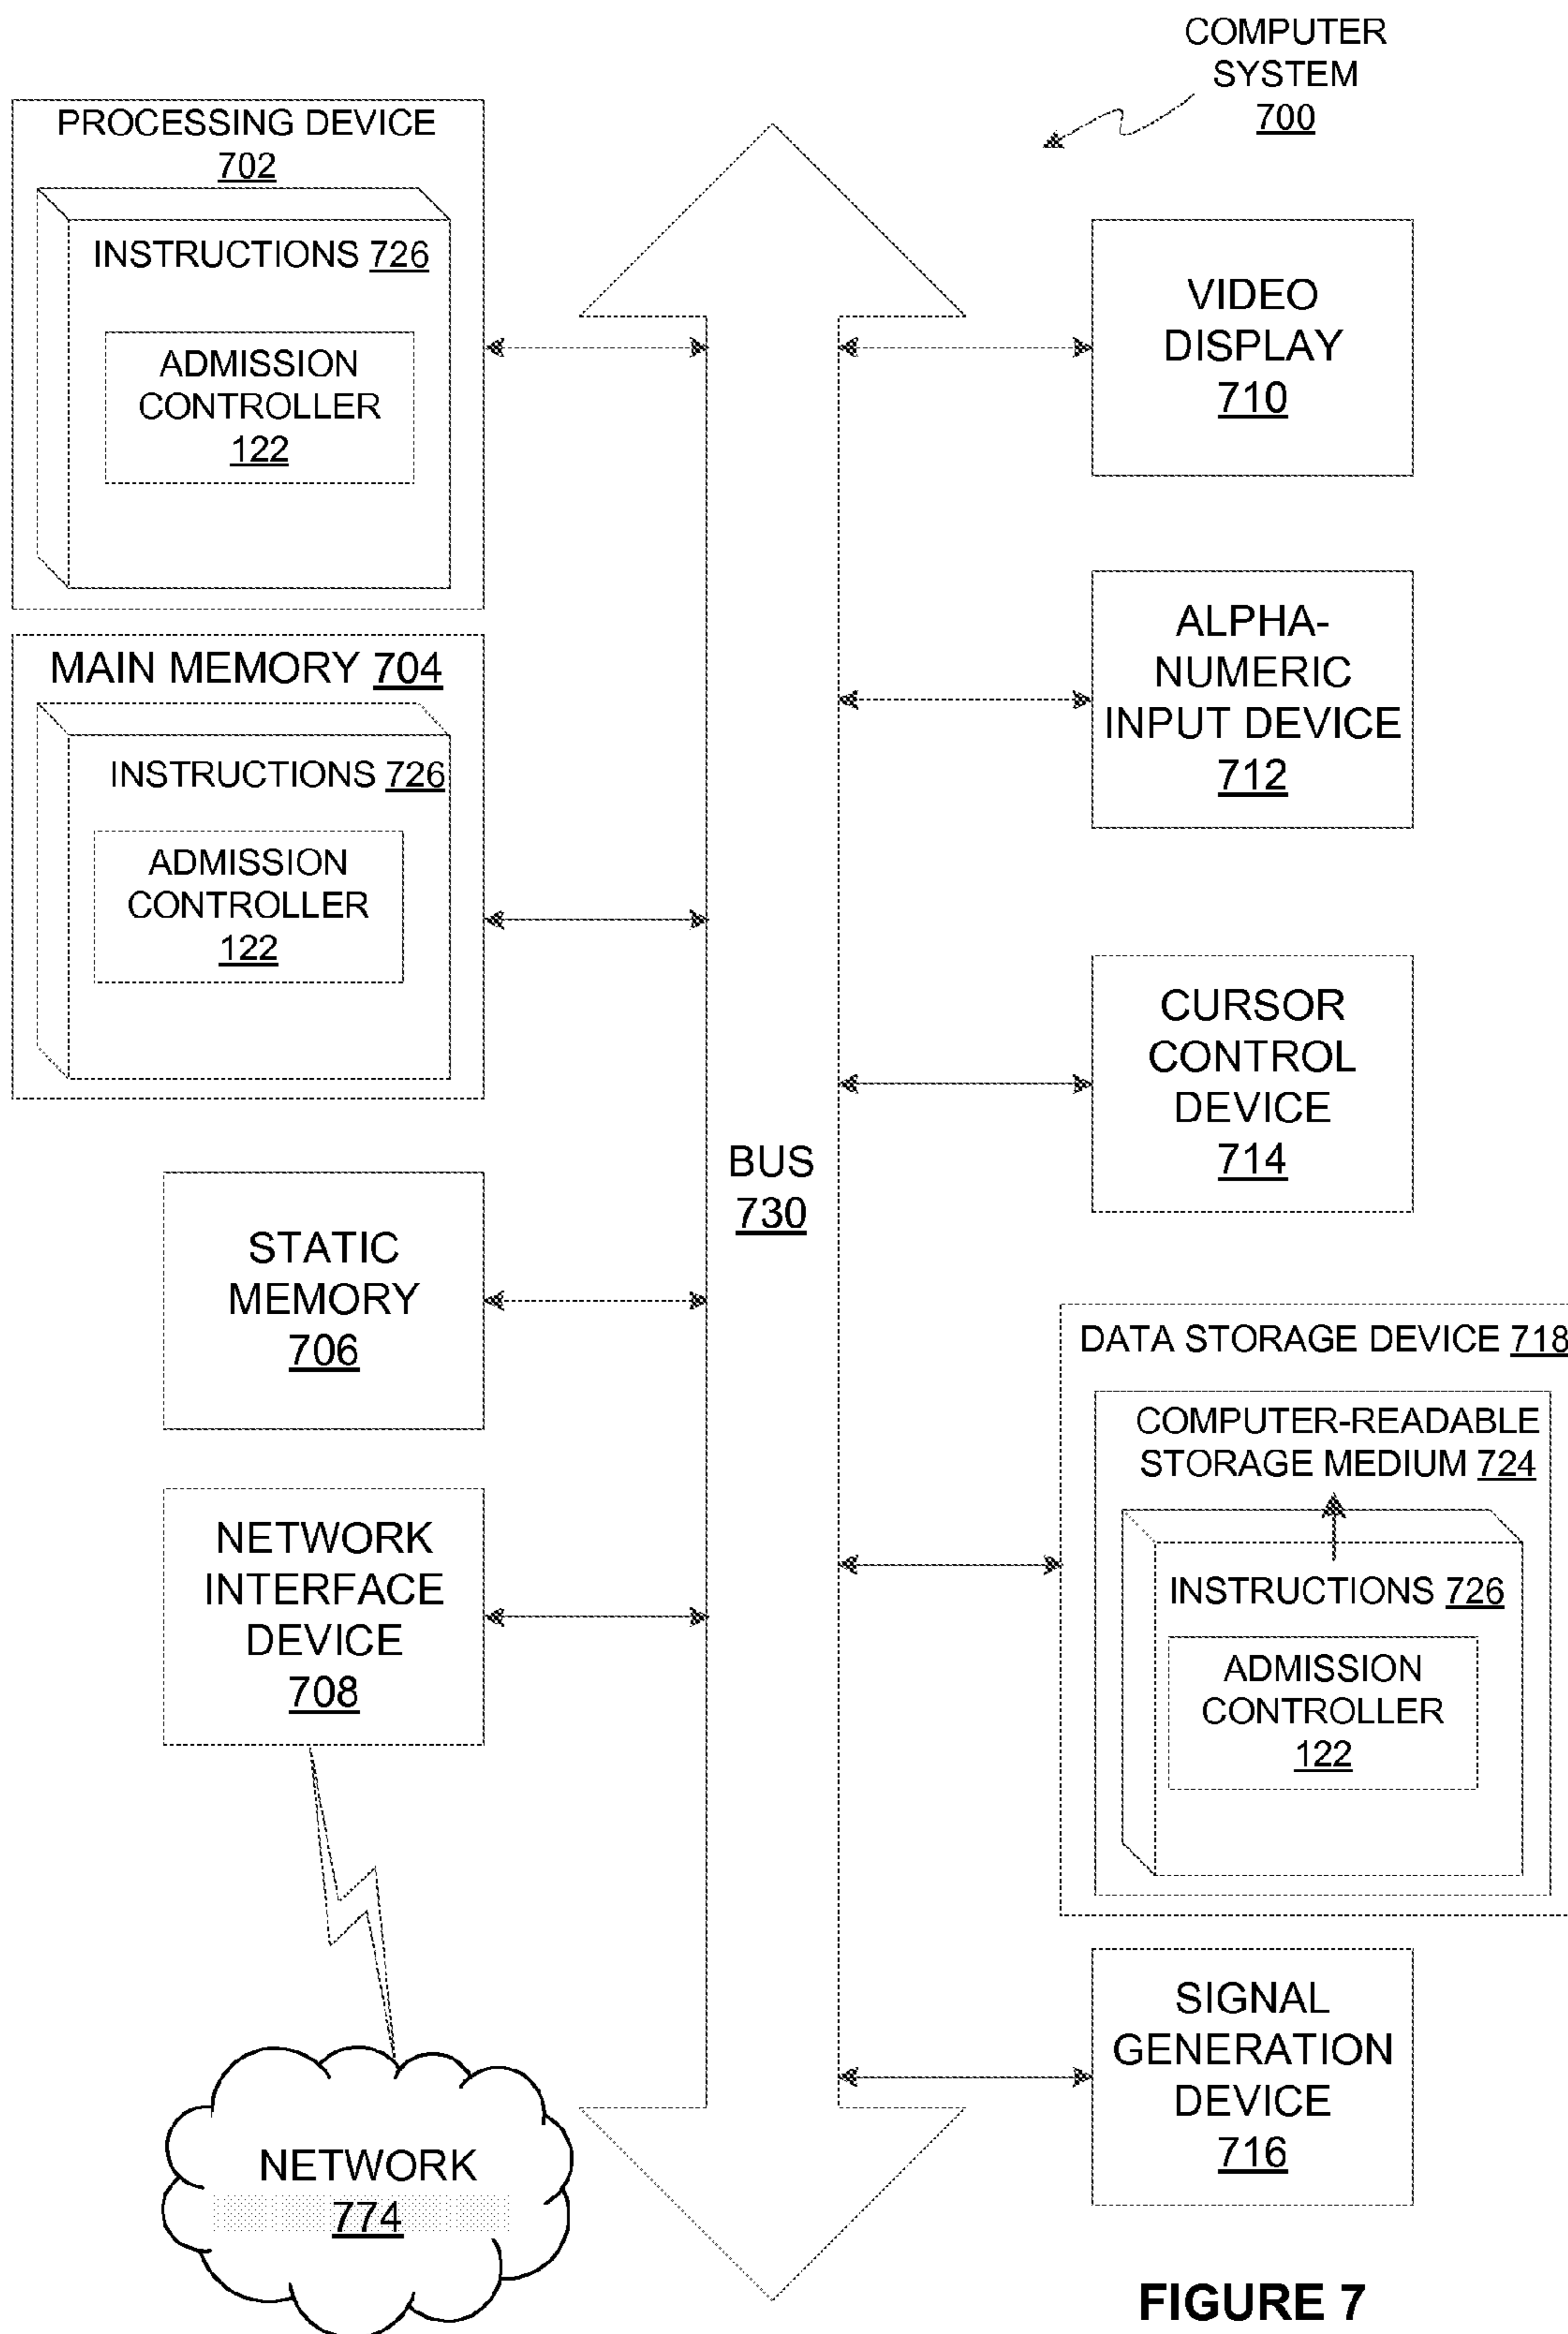 COMPUTER
SYSTEM
700
PROCESSING DEVICE
702
INSTRUCTIONS 726
ADMISSION
CONTROLLER
122
MAIN MEMORY 704
INSTRUCTIONS 726
ADMISSION
CONTROLLER
122
STATIC
MEMORY
706
NETWORK
INTERFACE
DEVICE
708
NETWORK
774
BUS
730
VIDEO
DISPLAY
710
ALPHA-
NUMERIC
INPUT DEVICE
712
CURSOR
CONTROL
DEVICE
714
DATA STORAGE DEVICE 718
COMPUTER-READABLE
STORAGE MEDIUM 724
INSTRUCTIONS 726
ADMISSION
CONTROLLER
122
SIGNAL
GENERATION
DEVICE
716
FIGURE 7